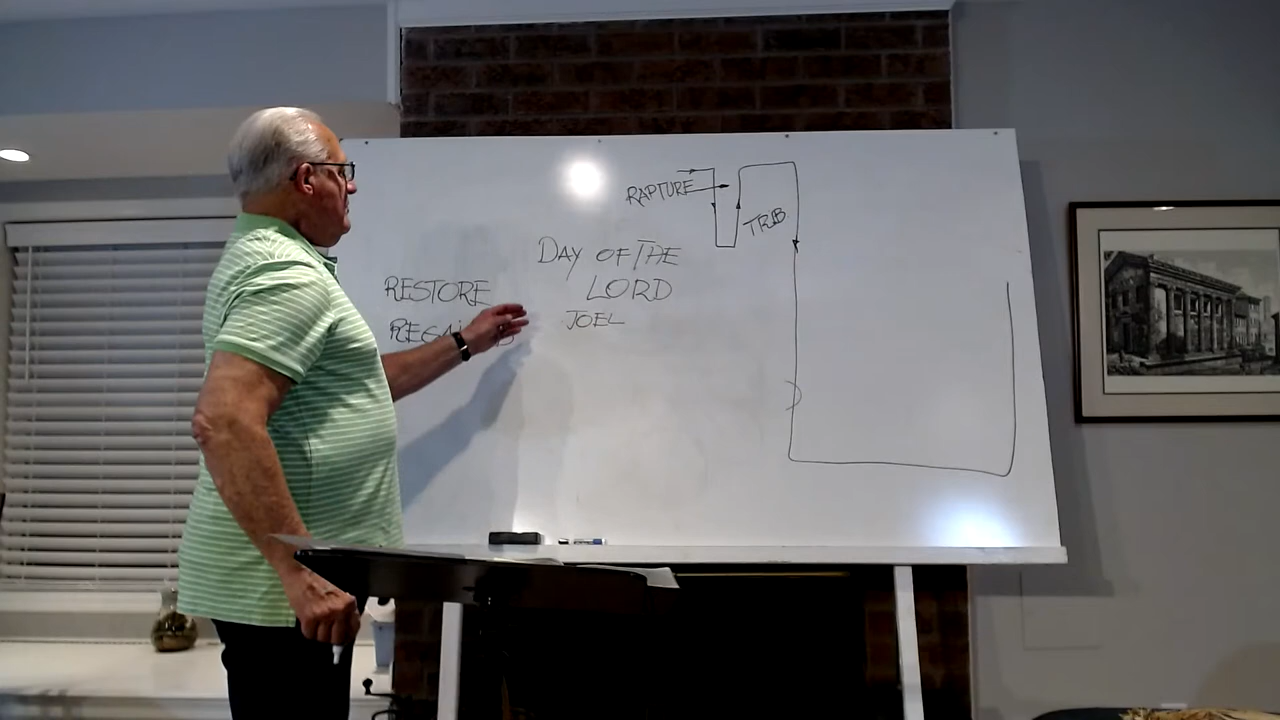 RAPTURE
TRIB
DAY OF THE
LORD
JOEL
RESTORE